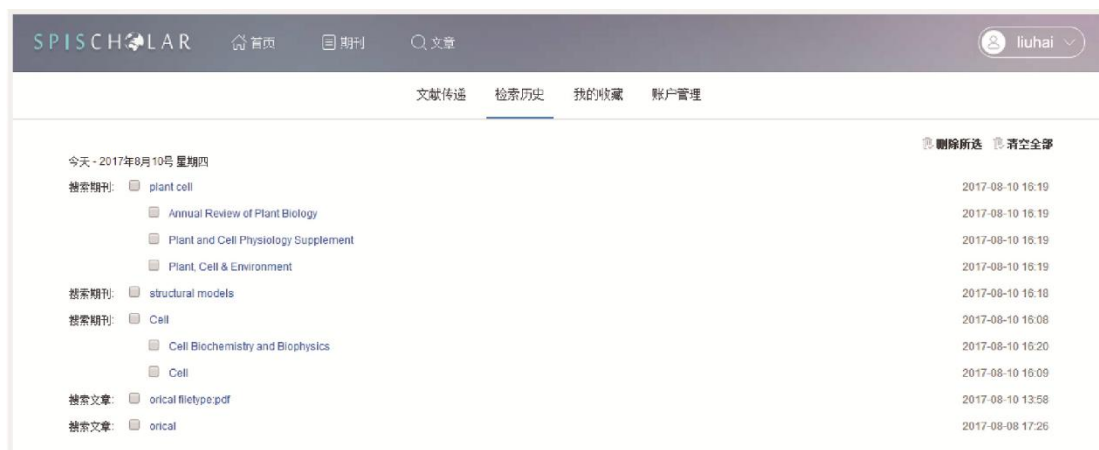 SPISCHOLAR 首页 期刊 文章 liuhai
文献传递 检索历史 我的收藏 账户管理
删除所选 清空全部
今天 - 2017年8月10号 星期四
搜索期刊: plant cell 2017-08-10 16:19
Annual Review of Plant Biology 2017-08-10 16:19
Plant and Cell Physiology Supplement 2017-08-10 16:19
Plant, Cell & Environment 2017-08-10 16:19
搜索期刊: structural models 2017-08-10 16:18
搜索期刊: Cell 2017-08-10 16:08
Cell Biochemistry and Biophysics 2017-08-10 16:20
Cell 2017-08-10 16:09
搜索文章: orical filetype:pdf 2017-08-10 13:58
搜索文章: orical 2017-08-08 17:26